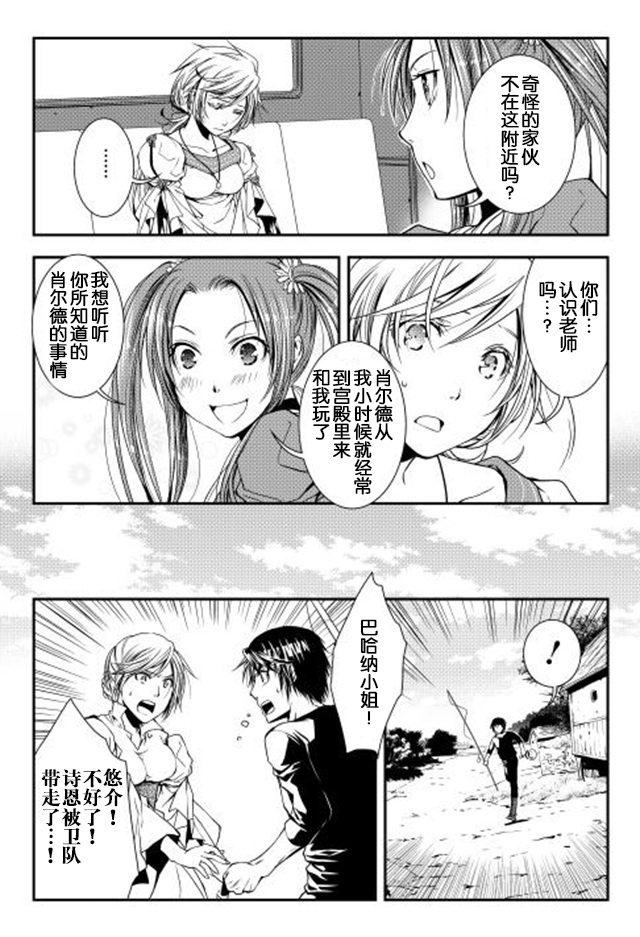 奇怪的家伙
不在这附近吗？
……
你们…
认识老师
吗…？
肖尔德从
我小时候就经常
到宫殿里来
和我玩了
我想听听
你所知道的
肖尔德的事情
！
巴哈纳小姐！
悠介！
不好了！
诗恩被卫队
带走了…！